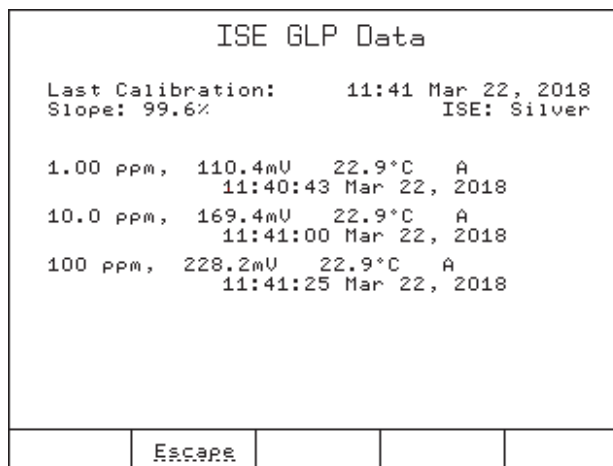 ISE GLP Data
Last Calibration: 11:41 Mar 22, 2018
Slope: 99.6% ISE: Silver
1.00 ppm, 110.4mV 22.9°C A
11:40:43 Mar 22, 2018
10.0 ppm, 169.4mV 22.9°C A
11:41:00 Mar 22, 2018
100 ppm, 228.2mV 22.9°C A
11:41:25 Mar 22, 2018
Escape